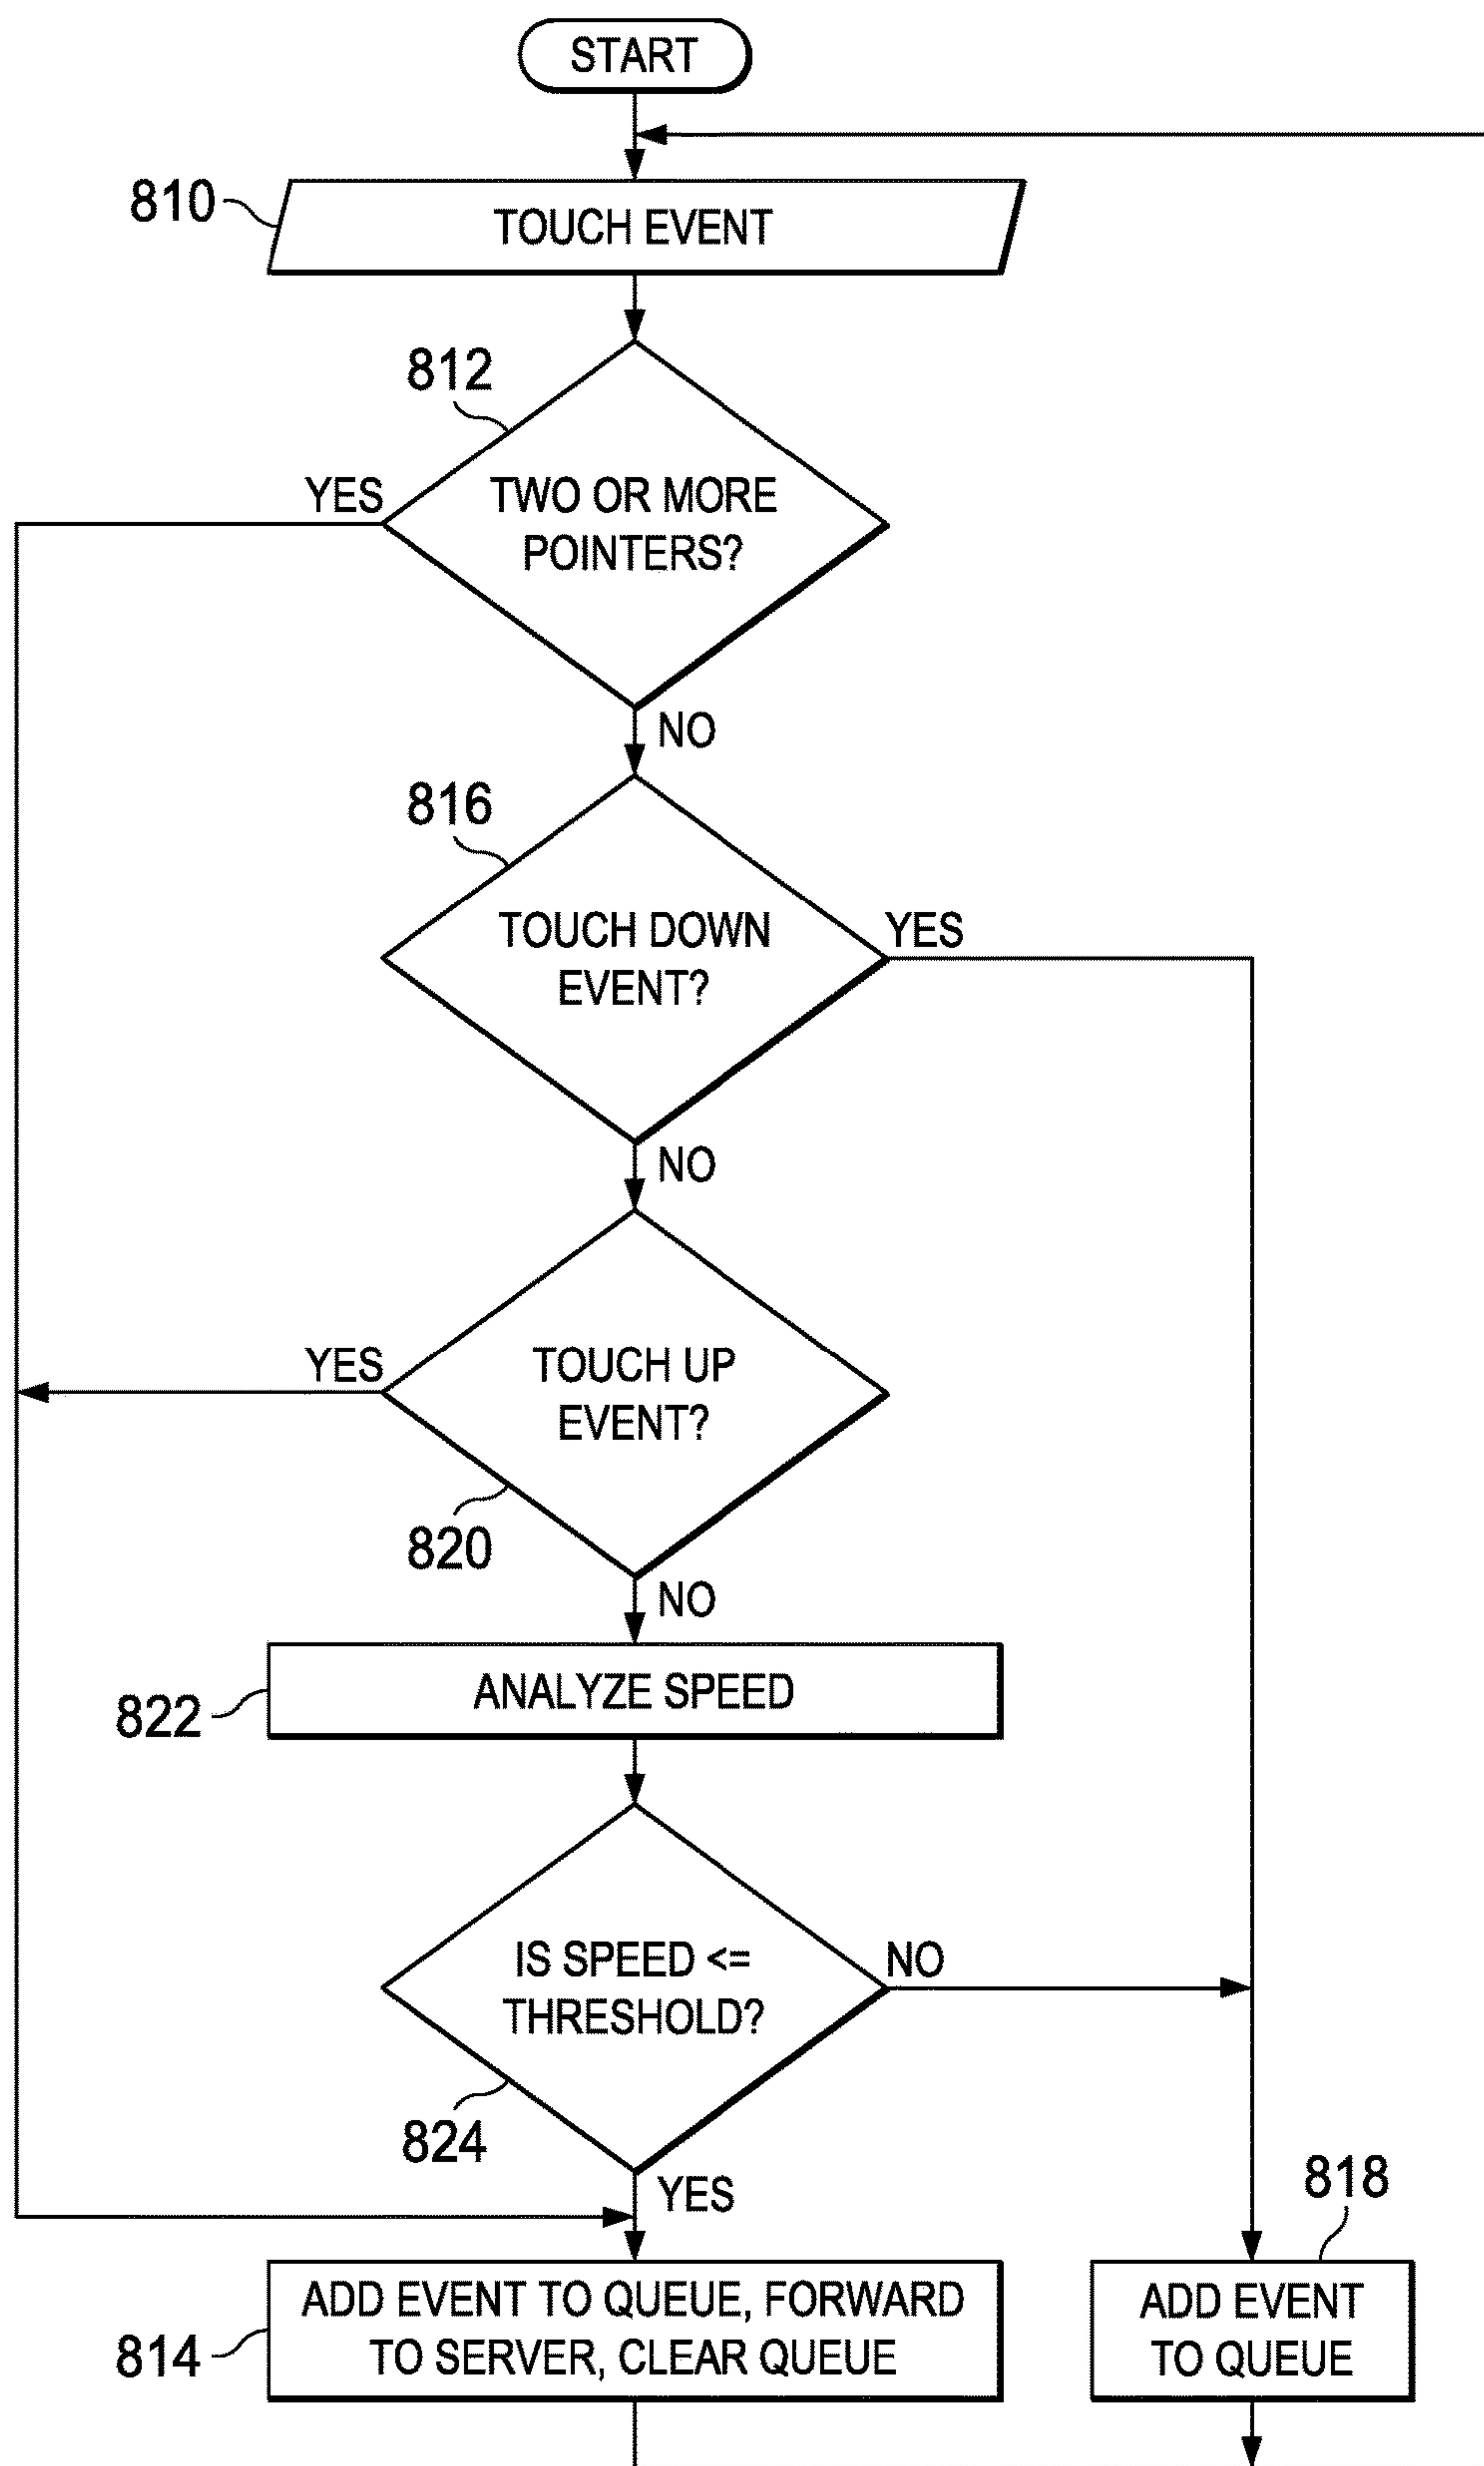 START
810
TOUCH EVENT
812
YES
TWO OR MORE
POINTERS?
NO
816
TOUCH DOWN
EVENT?
YES
NO
YES
TOUCH UP
EVENT?
820
NO
ANALYZE SPEED
822
IS SPEED <=
THRESHOLD?
NO
824
YES
818
ADD EVENT TO QUEUE, FORWARD
TO SERVER, CLEAR QUEUE
814
ADD EVENT
TO QUEUE